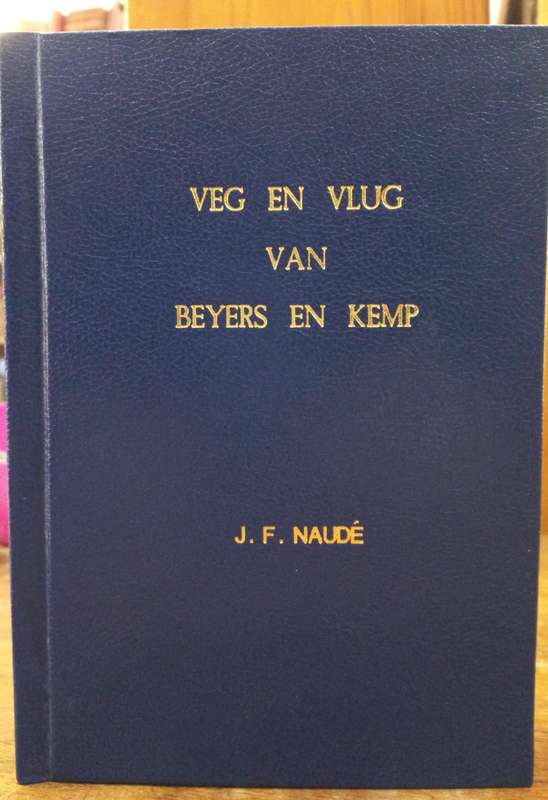 VEG EN VLUG
VAN
BEYERS EN KEMP
J. F. NAUDÉ